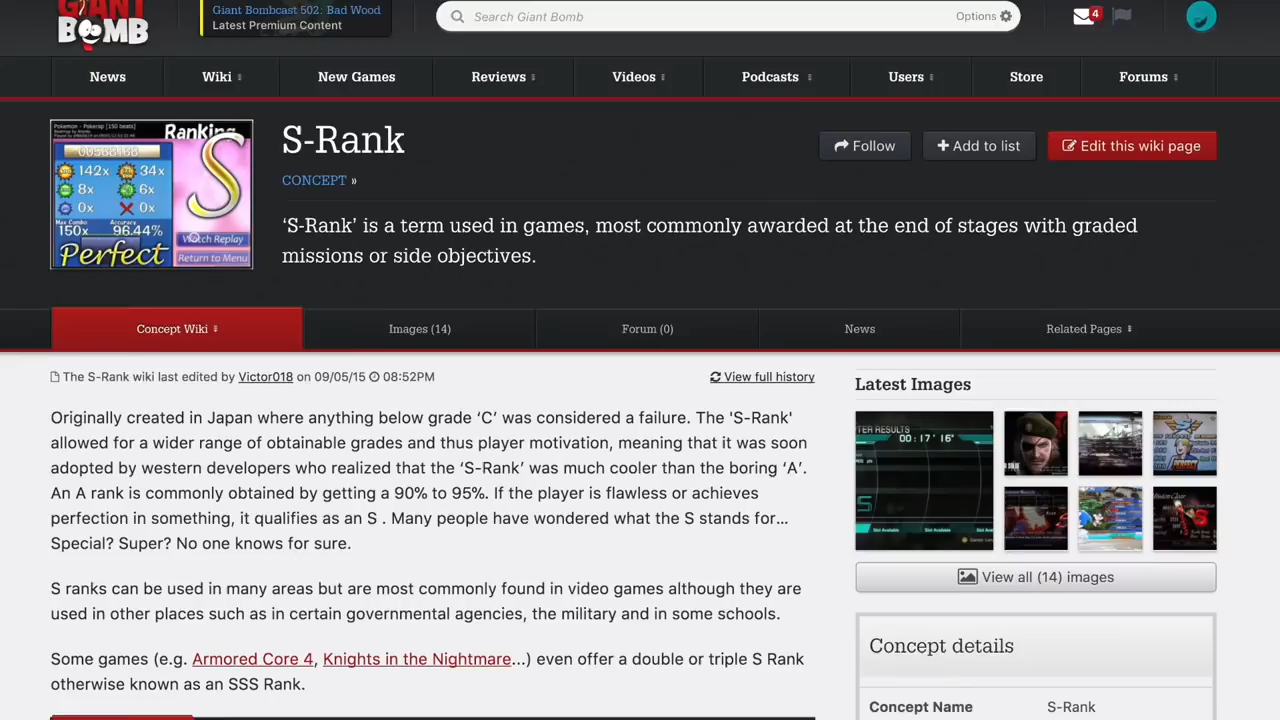 GIANT
BOMB
Giant Bombcast 502: Bad Wood
Latest Premium Content
Search Giant Bomb
Options
4
News
Wiki
New Games
Reviews
Videos
Podcasts
Users
Store
Forums
Ranking
S
142x
34x
8x
6x
0x
0x
Max Combo
Accuracy
150x
96.44%
Perfect
Watch Replay
Return to Menu
S-Rank
CONCEPT »
Follow
Add to list
Edit this wiki page
‘S-Rank’ is a term used in games, most commonly awarded at the end of stages with graded
missions or side objectives.
Concept Wiki
Images (14)
Forum (0)
News
Related Pages
The S-Rank wiki last edited by Victor018 on 09/05/15 08:52PM
View full history
Originally created in Japan where anything below grade ‘C’ was considered a failure. The 'S-Rank'
allowed for a wider range of obtainable grades and thus player motivation, meaning that it was soon
adopted by western developers who realized that the ‘S-Rank’ was much cooler than the boring ‘A’.
An A rank is commonly obtained by getting a 90% to 95%. If the player is flawless or achieves
perfection in something, it qualifies as an S . Many people have wondered what the S stands for...
Special? Super? No one knows for sure.
S ranks can be used in many areas but are most commonly found in video games although they are
used in other places such as in certain governmental agencies, the military and in some schools.
Some games (e.g. Armored Core 4, Knights in the Nightmare...) even offer a double or triple S Rank
otherwise known as an SSS Rank.
Latest Images
TER RESULTS
00:17'16"
View all (14) images
Concept details
Concept Name
S-Rank